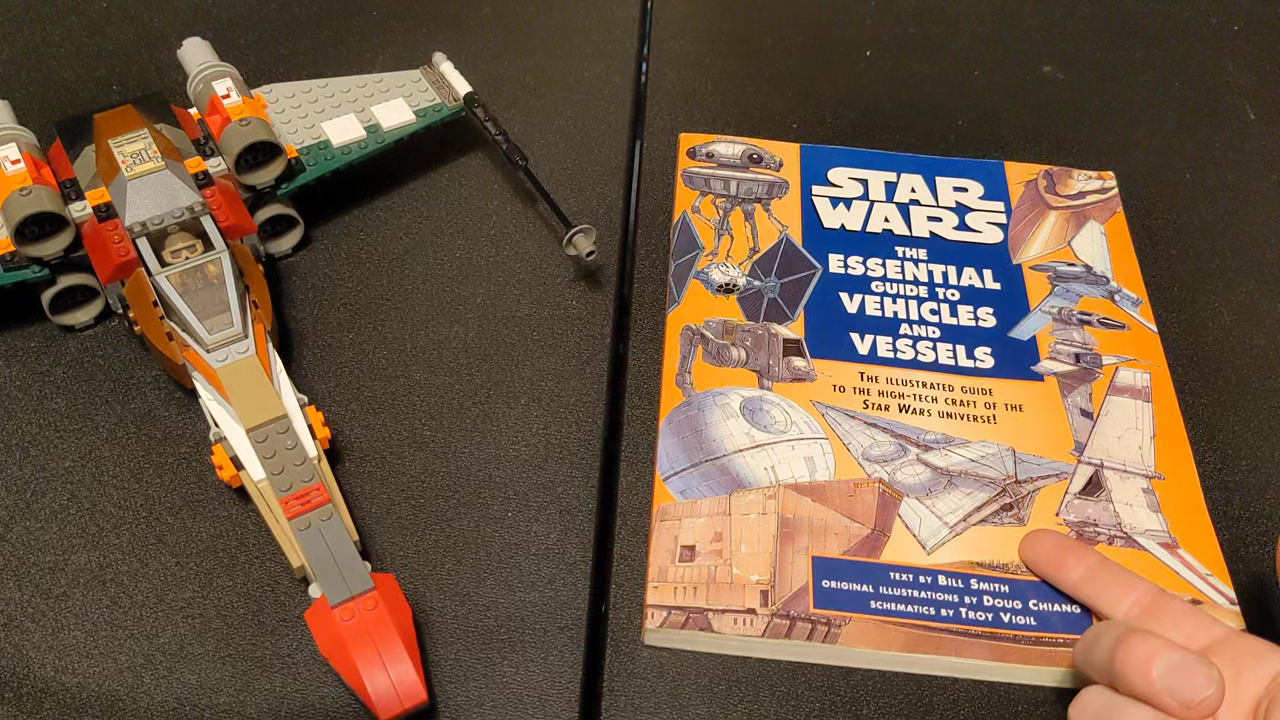 STAR
WARS
THE
ESSENTIAL
GUIDE TO
VEHICLES
AND
VESSELS
THE ILLUSTRATED GUIDE
TO THE HIGH-TECH CRAFT OF THE
STAR WARS UNIVERSE!
TEXT BY BILL SMITH
ORIGINAL ILLUSTRATIONS BY DOUG CHIANG
SCHEMATICS BY TROY VIGIL